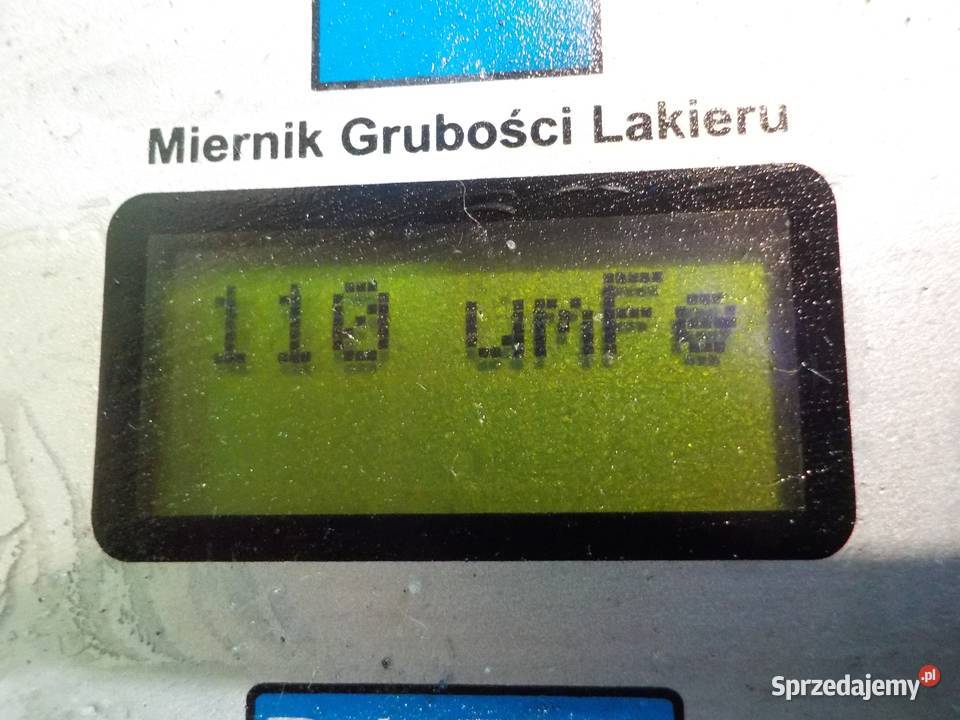 Miernik Grubości Lakieru
110 umFe
Sprzedajemy.pl